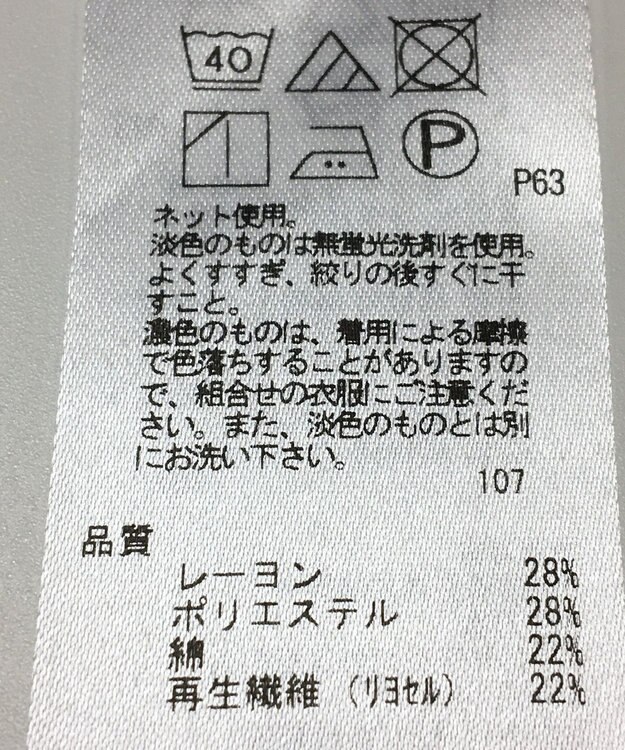 40
P
P63
ネット使用。
淡色のものは無蛍光洗剤を使用。
よくすすぎ、絞りの後すぐに干
すこと。
濃色のものは、着用による摩擦
で色落ちすることがありますの
で、組合せの衣服にご注意くだ
さい。また、淡色のものとは別
にお洗い下さい。
107
品質
レーヨン 28%
ポリエステル 28%
綿 22%
再生繊維（リヨセル） 22%